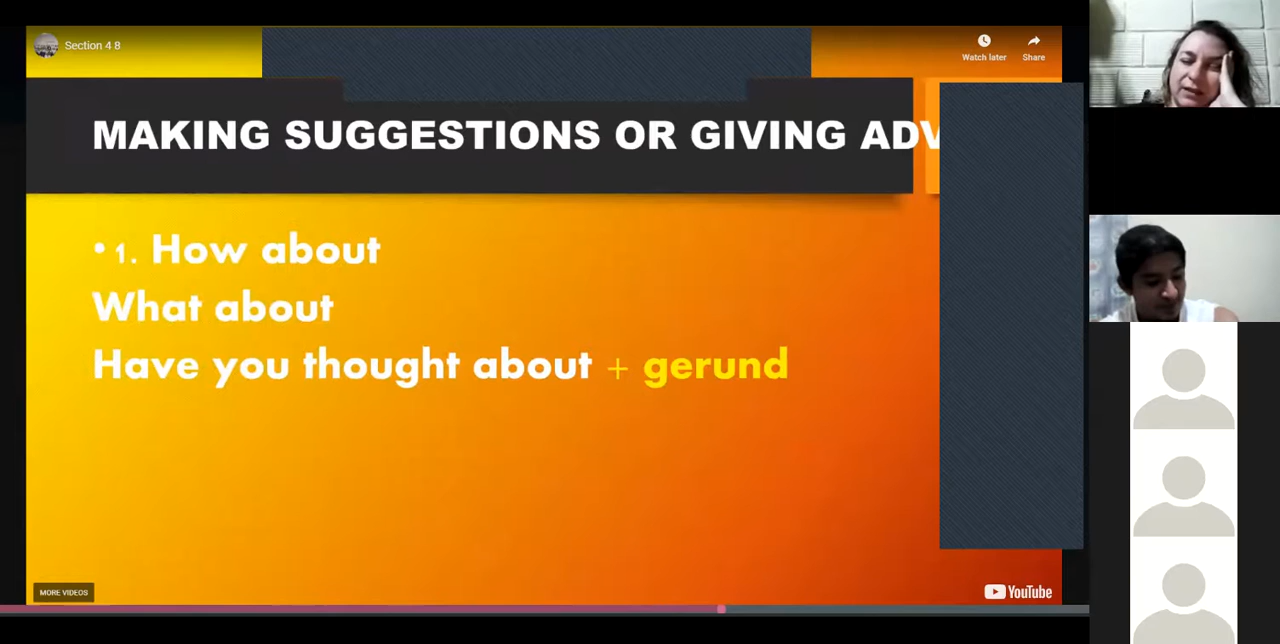 Section 4 8
Watch later
Share
MAKING SUGGESTIONS OR GIVING
• 1. How about
What about
Have you thought about + gerund
MORE VIDEOS
YouTube